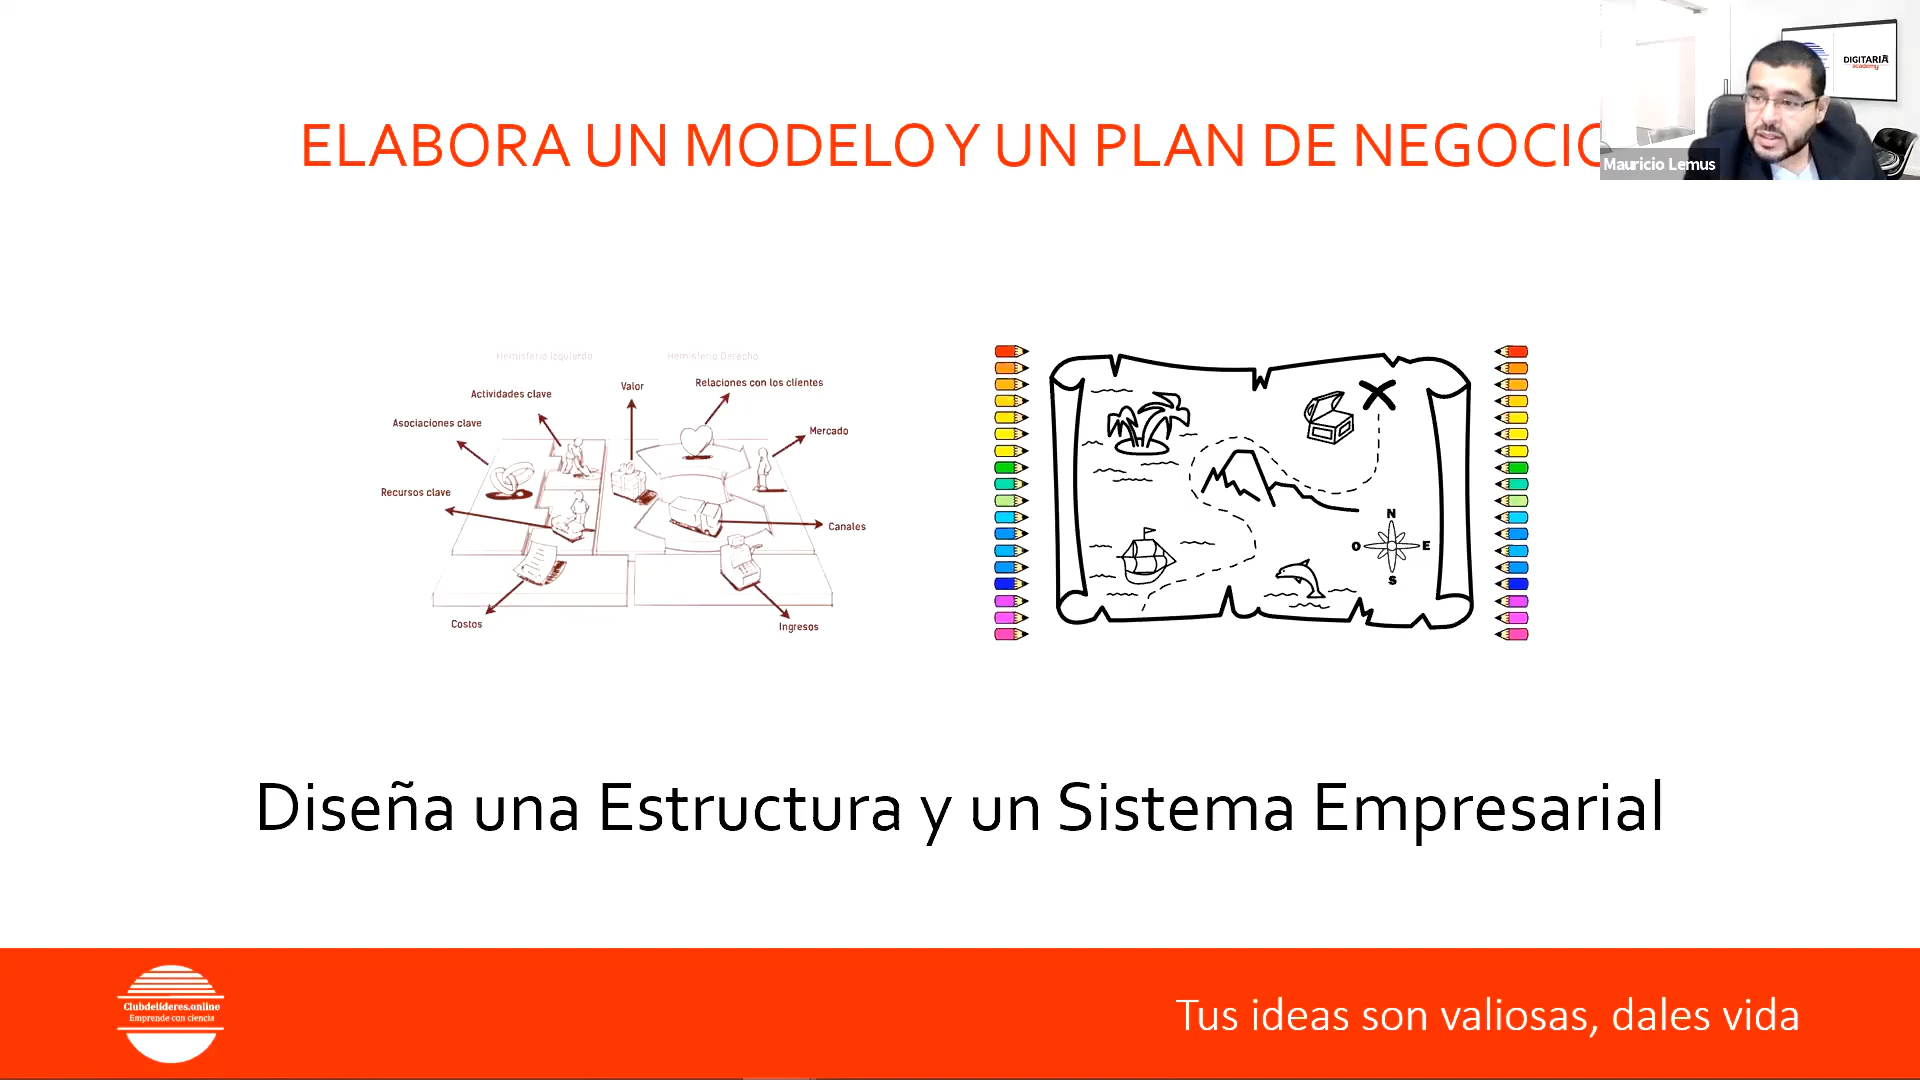 ELABORA UN MODELO Y UN PLAN DE NEGOCIO
DIGITARIA
academy
Mauricio Lemus
Hemisferio Izquierdo
Hemisferio Derecho
Actividades clave
Valor
Relaciones con los clientes
Asociaciones clave
Mercado
Recursos clave
Canales
Costos
Ingresos
N
O
E
S
Diseña una Estructura y un Sistema Empresarial
Clubdelíderes.online
Emprende con ciencia
Tus ideas son valiosas, dales vida